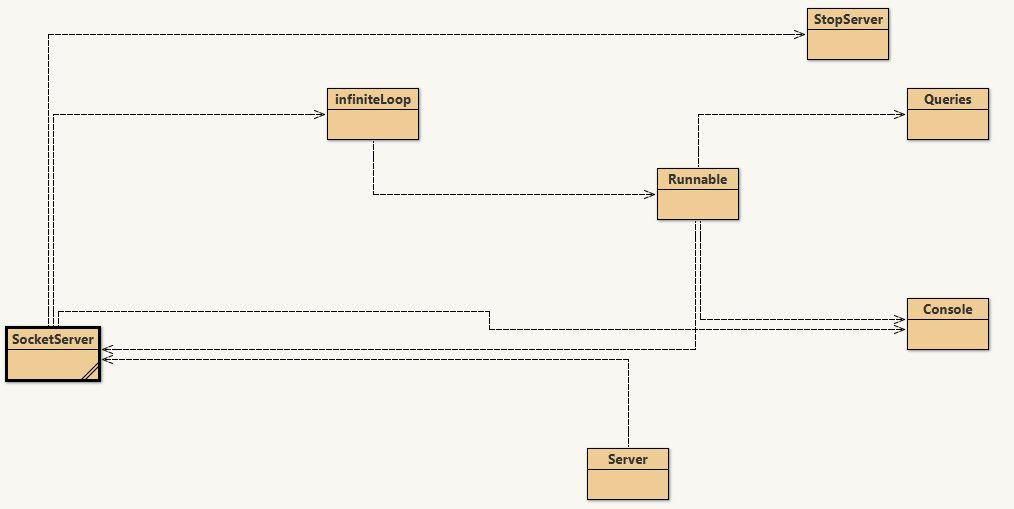 StopServer
infiniteLoop
Queries
Runnable
Console
SocketServer
Server